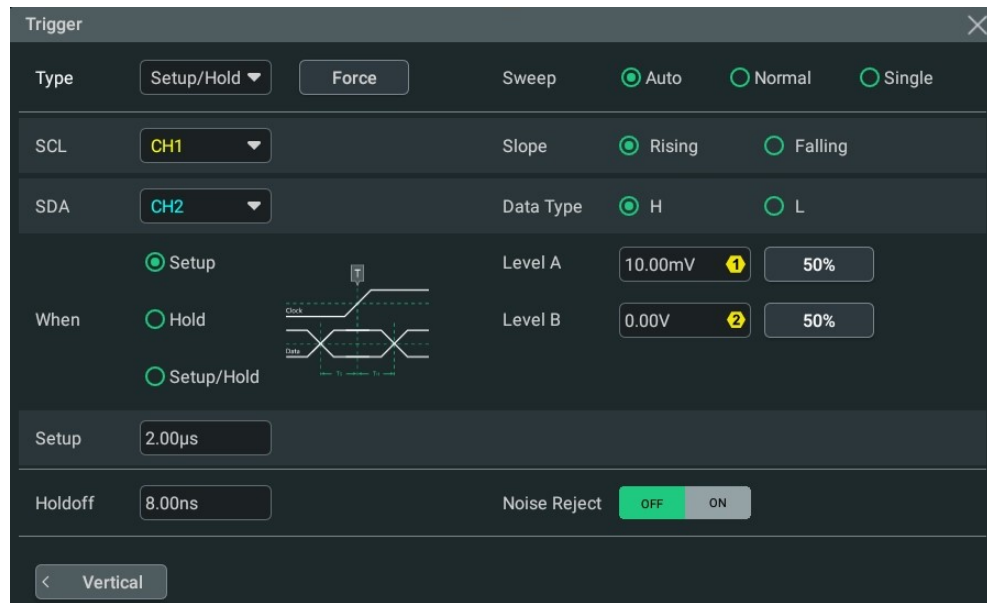 Trigger
Type Setup/Hold Force Sweep Auto Normal Single
SCL CH1 Slope Rising Falling
SDA CH2 Data Type H L
Setup
T
Level A 10.00mV 1 50%
When
Hold
Clock
Level B 0.00V 2 50%
Data
Setup/Hold
Setup 2.00μs
Holdoff 8.00ns Noise Reject OFF ON
< Vertical